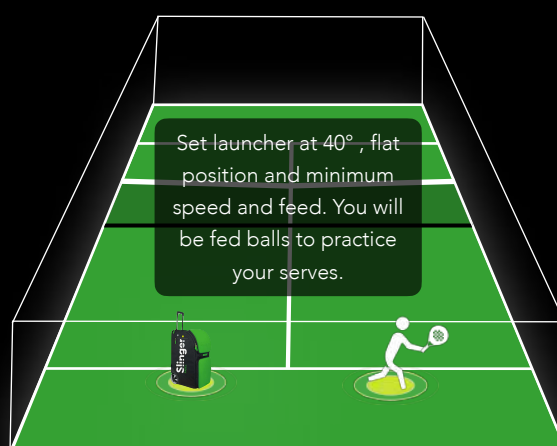 Set launcher at 40° , flat
position and minimum
speed and feed. You will
be fed balls to practice
your serves.
Slinger